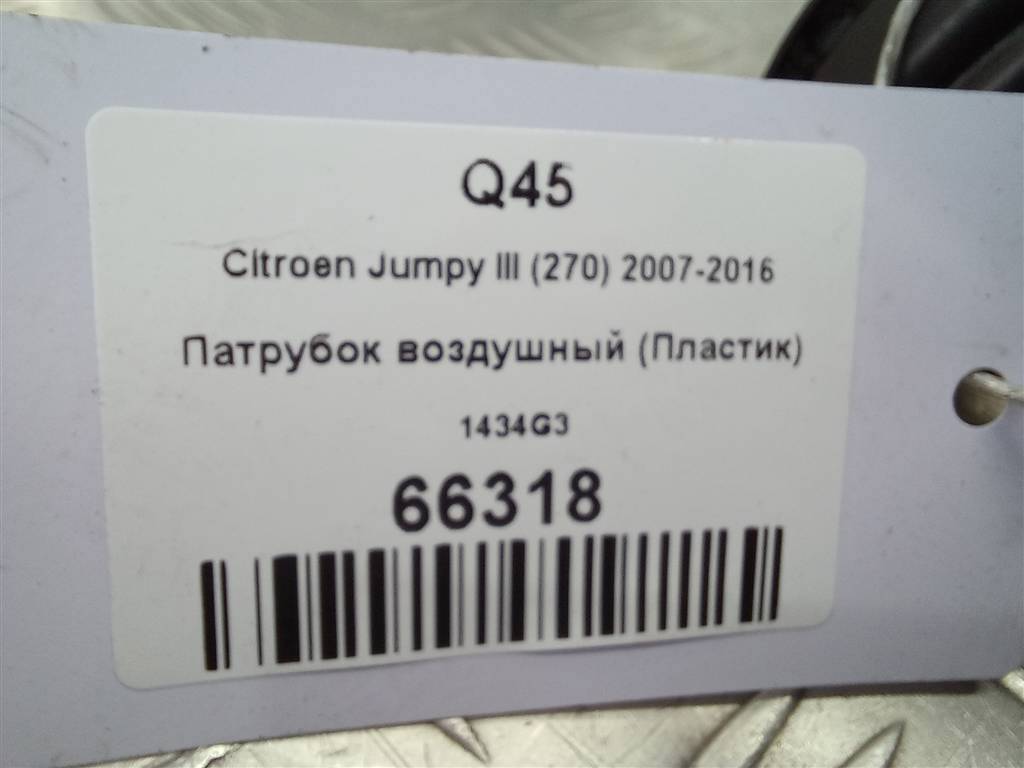 Q45
Citroen Jumpy III (270) 2007-2016
Патрубок воздушный (Пластик)
1434G3
66318